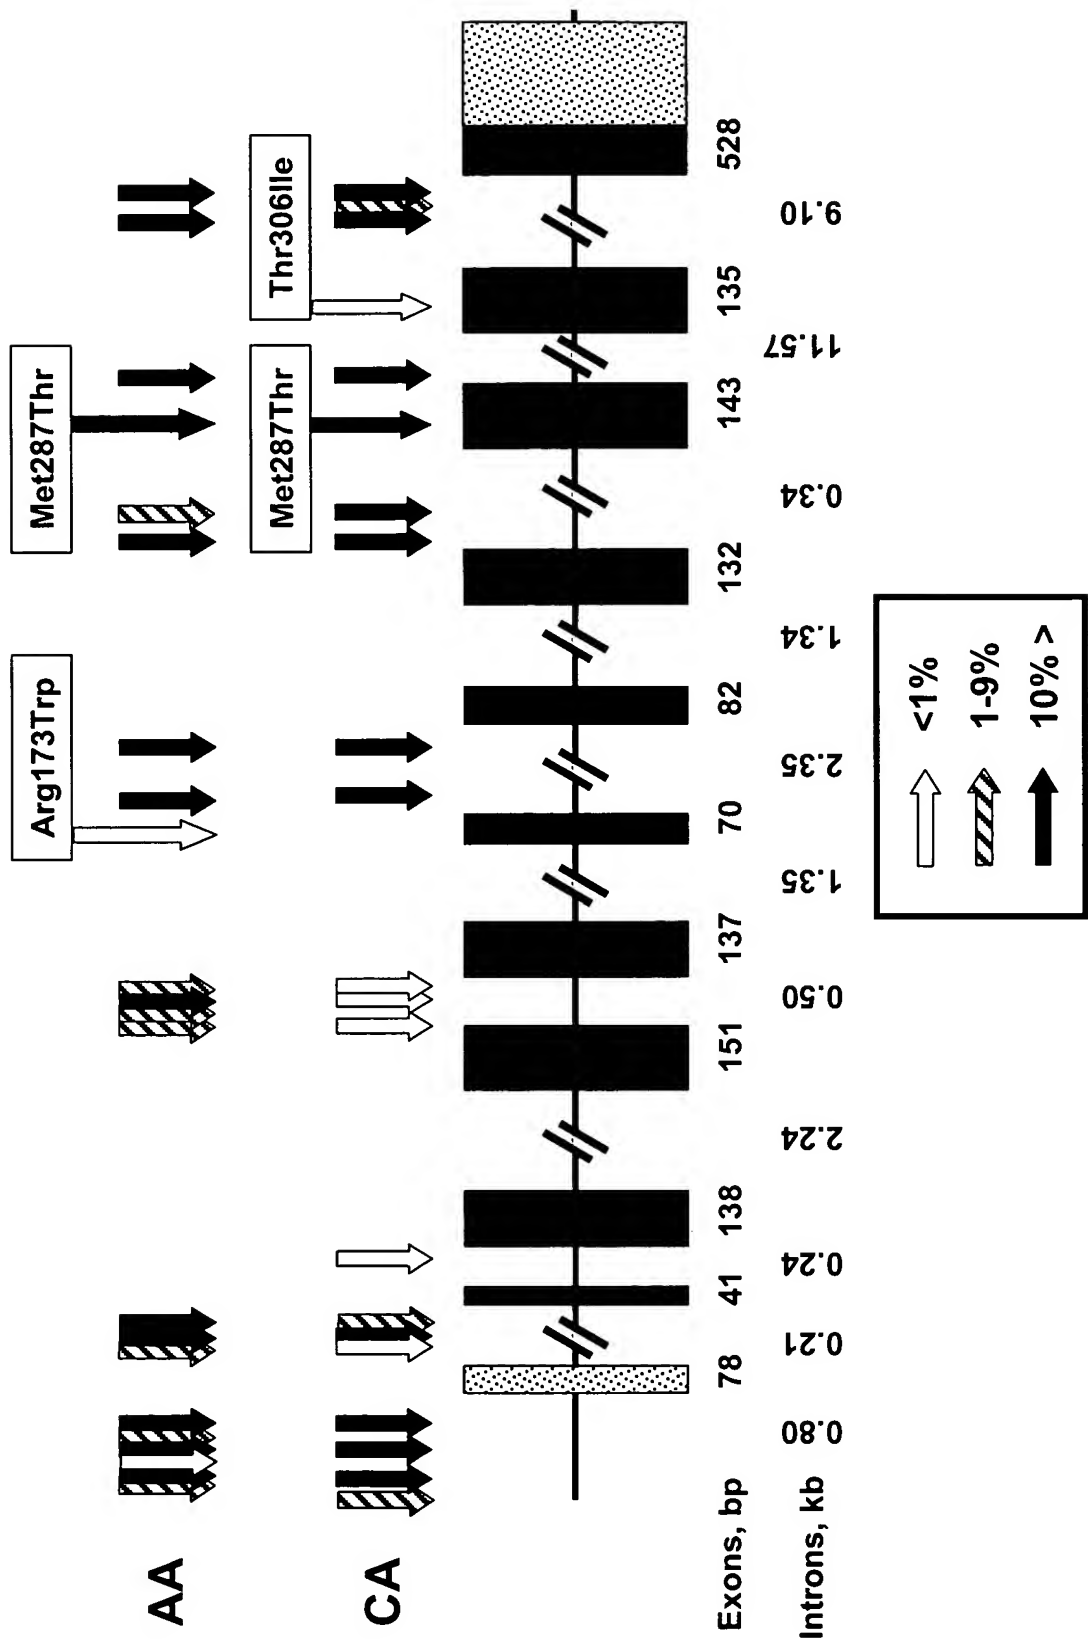 Arg173Trp
Met287Thr
AA
Met287Thr
Thr306Ile
CA
Exons, bp 78 41 138 151 137 70 82 132 143 135 528
Introns, kb 0.80 0.21 0.24 2.24 0.50 1.35 2.35 1.34 0.34 11.57 9.10
<1%
1-9%
10% >